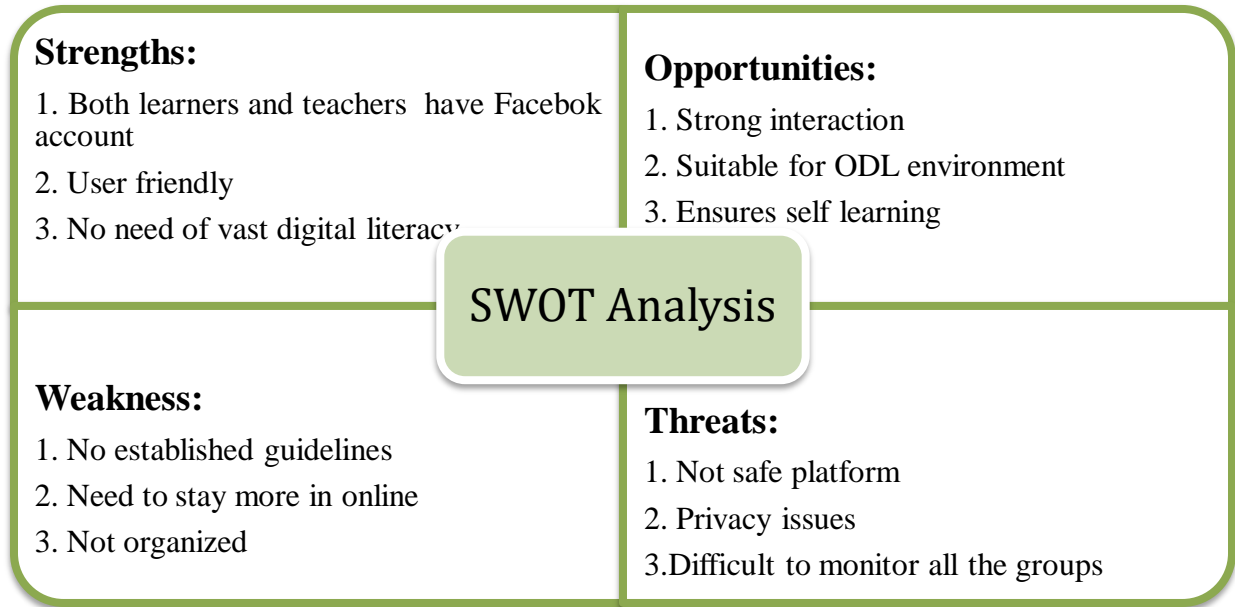 Strengths:
1. Both learners and teachers have Facebok
account
2. User friendly
3. No need of vast digital literacy
Opportunities:
1. Strong interaction
2. Suitable for ODL environment
3. Ensures self learning
SWOT Analysis
Weakness:
1. No established guidelines
2. Need to stay more in online
3. Not organized
Threats:
1. Not safe platform
2. Privacy issues
3.Difficult to monitor all the groups